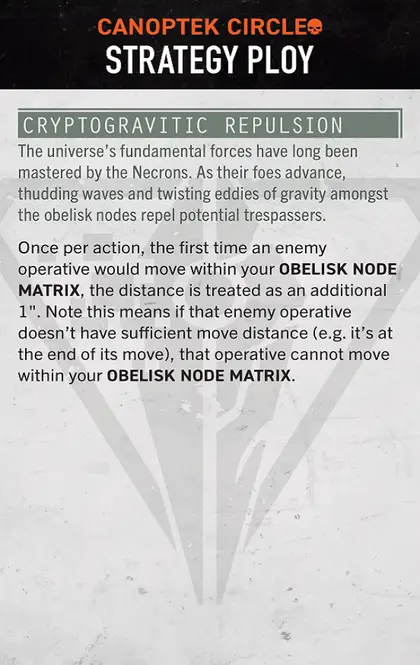 CANOPTEK CIRCLE
STRATEGY PLOY
CRYPTOGRAVITIC REPULSION
The universe's fundamental forces have long been
mastered by the Necrons. As their foes advance,
thudding waves and twisting eddies of gravity amongst
the obelisk nodes repel potential trespassers.
Once per action, the first time an enemy
operative would move within your OBELISK NODE
MATRIX, the distance is treated as an additional
1". Note this means if that enemy operative
doesn't have sufficient move distance (e.g. it's at
the end of its move), that operative cannot move
within your OBELISK NODE MATRIX.